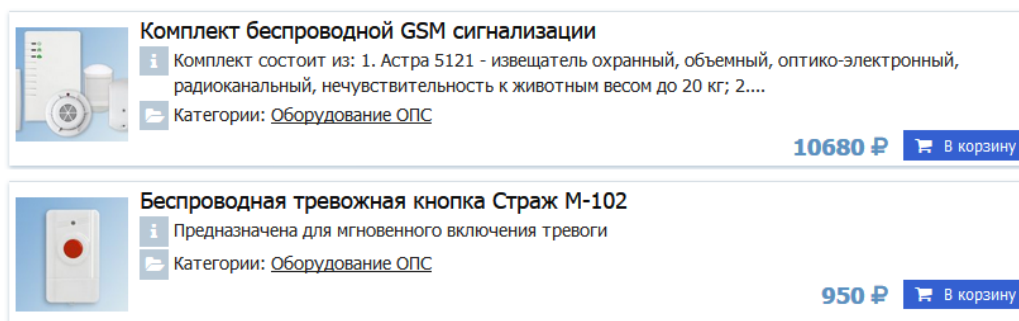 Комплект беспроводной GSM сигнализации
Комплект состоит из: 1. Астра 5121 - извещатель охранный, объемный, оптико-электронный,
радиоканальный, нечувствительность к животным весом до 20 кг; 2....
Категории: Оборудование ОПС
10680 ₽ В корзину
Беспроводная тревожная кнопка Страж М-102
Предназначена для мгновенного включения тревоги
Категории: Оборудование ОПС
950 ₽ В корзину